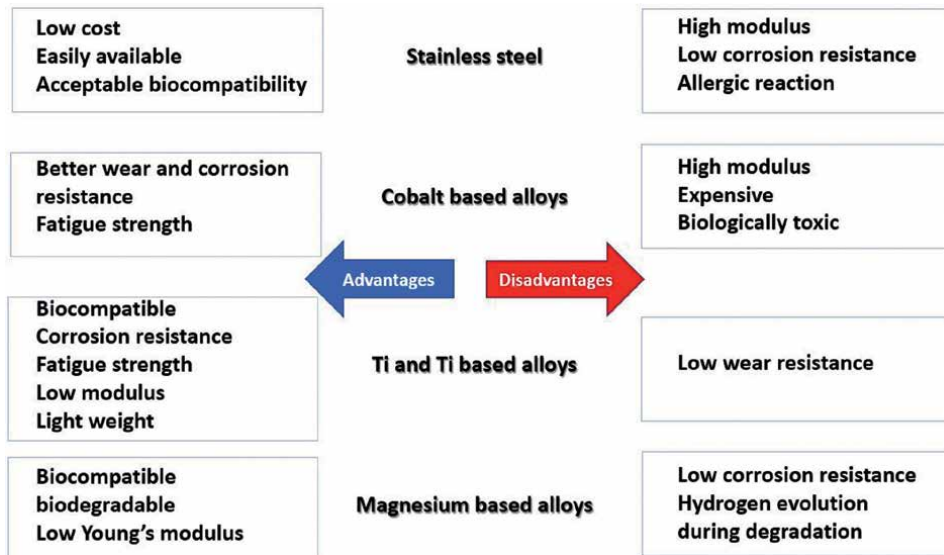 Low cost
Easily available
Acceptable biocompatibility
Stainless steel
High modulus
Low corrosion resistance
Allergic reaction
Better wear and corrosion
resistance
Fatigue strength
Cobalt based alloys
High modulus
Expensive
Biologically toxic
Advantages
Disadvantages
Biocompatible
Corrosion resistance
Fatigue strength
Low modulus
Light weight
Ti and Ti based alloys
Low wear resistance
Biocompatible
biodegradable
Low Young's modulus
Magnesium based alloys
Low corrosion resistance
Hydrogen evolution
during degradation